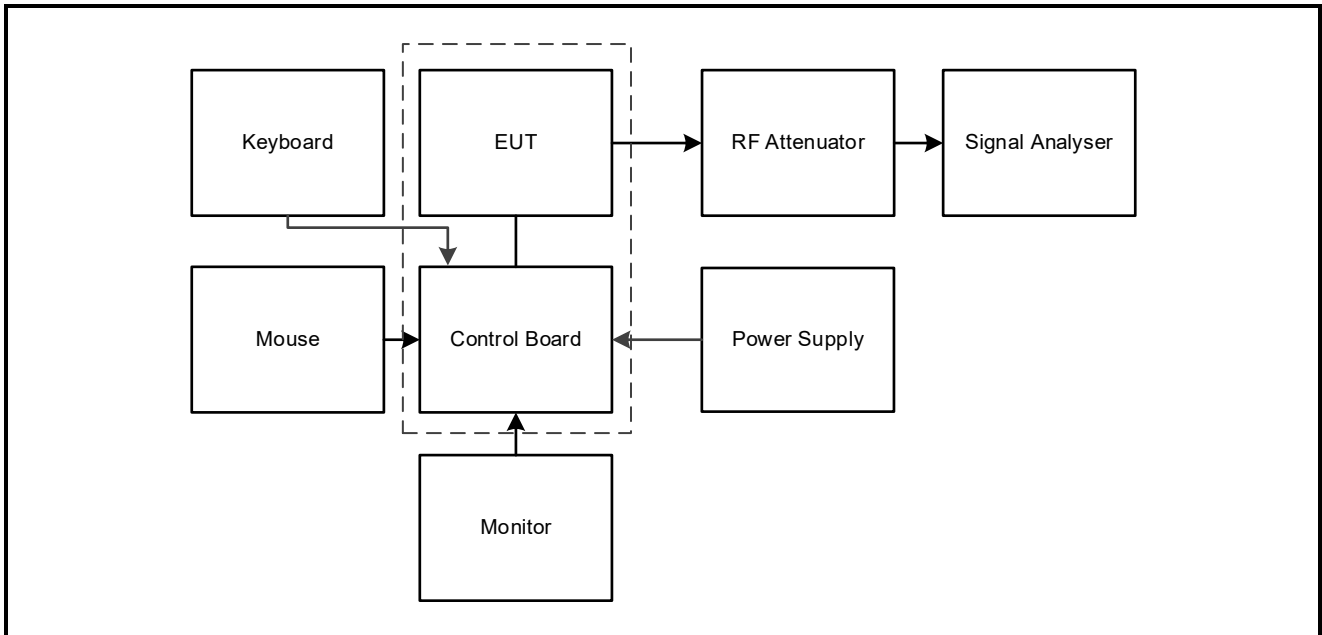 Keyboard
EUT
RF Attenuator
Signal Analyser
Mouse
Control Board
Power Supply
Monitor